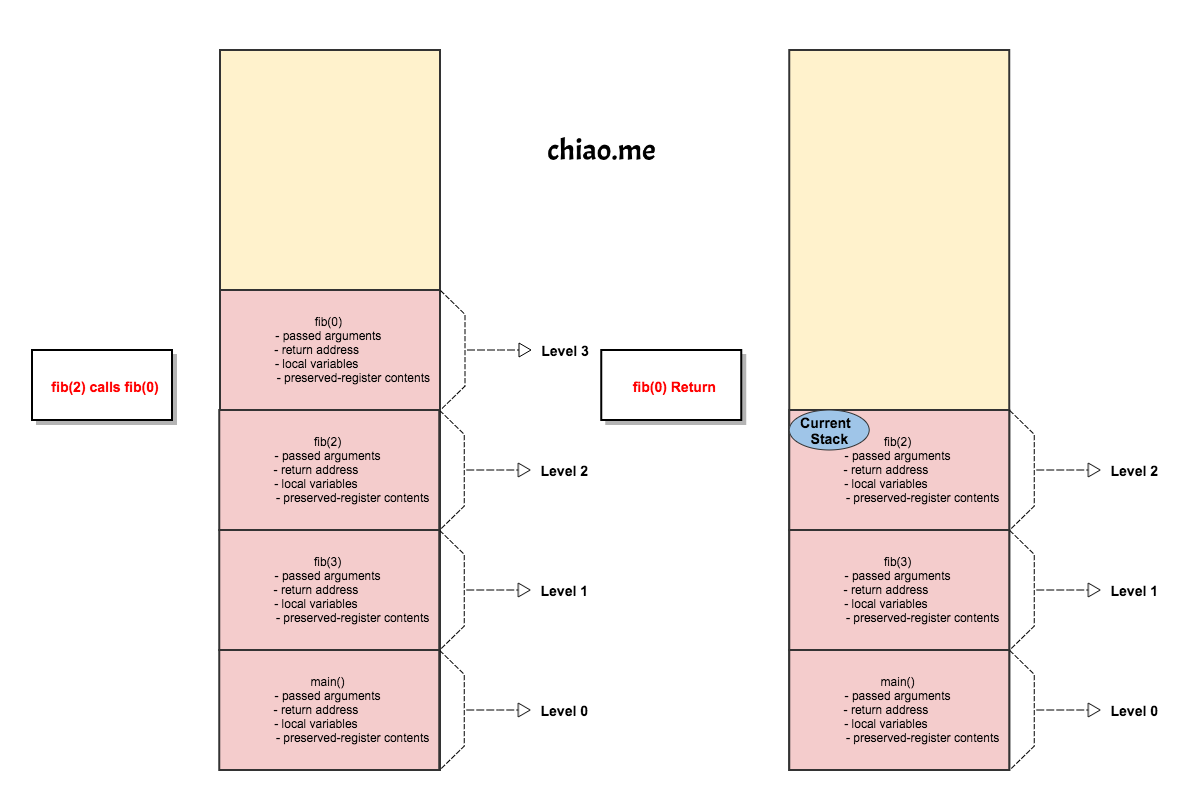 chiao.me
fib(2) calls fib(0)
fib(0)
- passed arguments
- return address
- local variables
- preserved-register contents
Level 3
fib(2)
- passed arguments
- return address
- local variables
- preserved-register contents
Level 2
fib(3)
- passed arguments
- return address
- local variables
- preserved-register contents
Level 1
main()
- passed arguments
- return address
- local variables
- preserved-register contents
Level 0
fib(0) Return
Current
Stack
fib(2)
- passed arguments
- return address
- local variables
- preserved-register contents
Level 2
fib(3)
- passed arguments
- return address
- local variables
- preserved-register contents
Level 1
main()
- passed arguments
- return address
- local variables
- preserved-register contents
Level 0